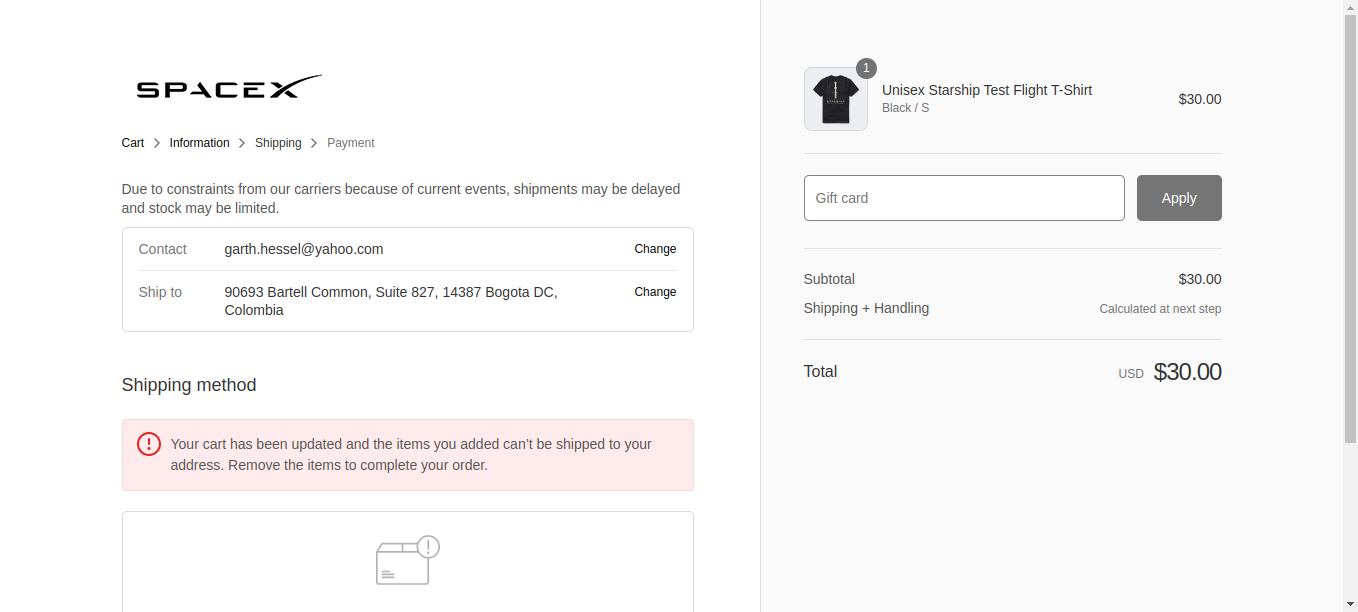 SPACEX
Cart
Information
Shipping
Payment
Due to constraints from our carriers because of current events, shipments may be delayed
and stock may be limited.
Contact
garth.hessel@yahoo.com
Change
Ship to
90693 Bartell Common, Suite 827, 14387 Bogota DC,
Colombia
Change
Shipping method
Your cart has been updated and the items you added can’t be shipped to your
address. Remove the items to complete your order.
1
Unisex Starship Test Flight T-Shirt
Black / S
$30.00
Gift card
Apply
Subtotal
$30.00
Shipping + Handling
Calculated at next step
Total
USD $30.00